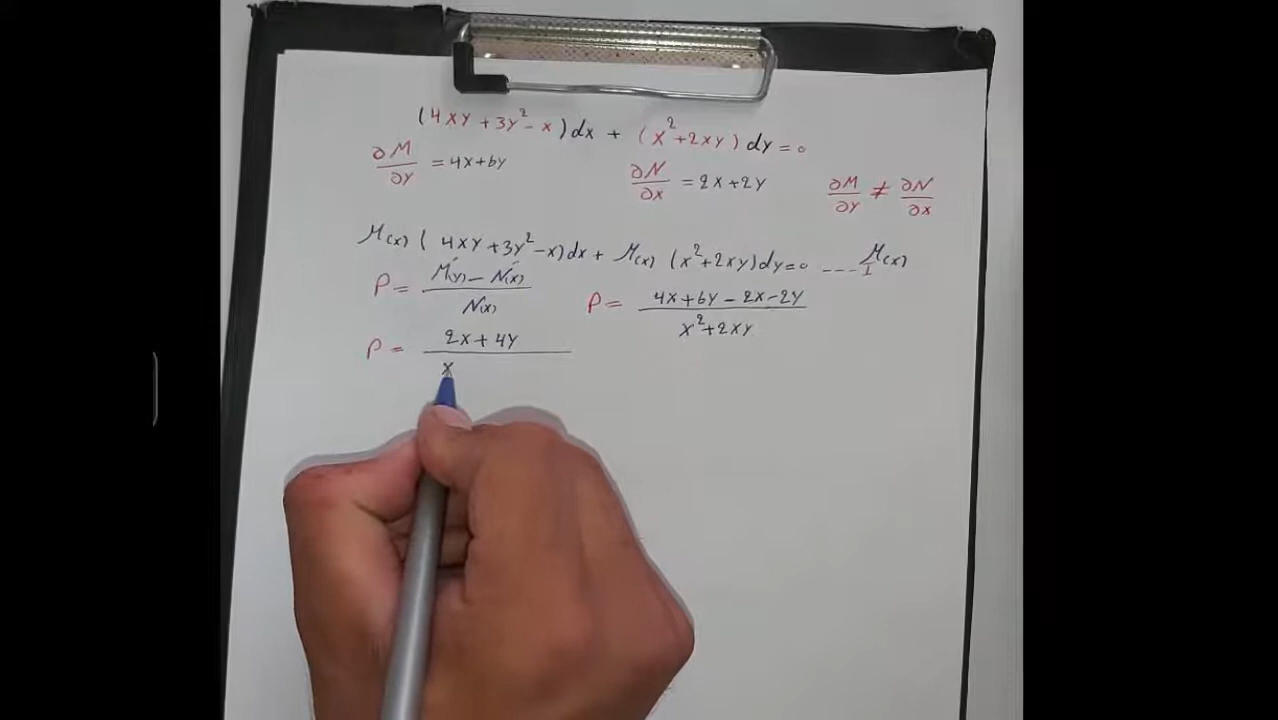 (4xy + 3y² - x) dx + (x² + 2xy) dy = 0
∂M/∂y = 4x+6y ∂N/∂x = 2x+2y ∂M/∂y ≠ ∂N/∂x
M(x) (4xy + 3y² - x) dx + M(x) (x² + 2xy) dy = 0 ---- M(x) I
P = (M'(y) - N'(x)) / N(x) P = (4x + 6y - 2x - 2y) / (x² + 2xy)
P = (2x + 4y) / x